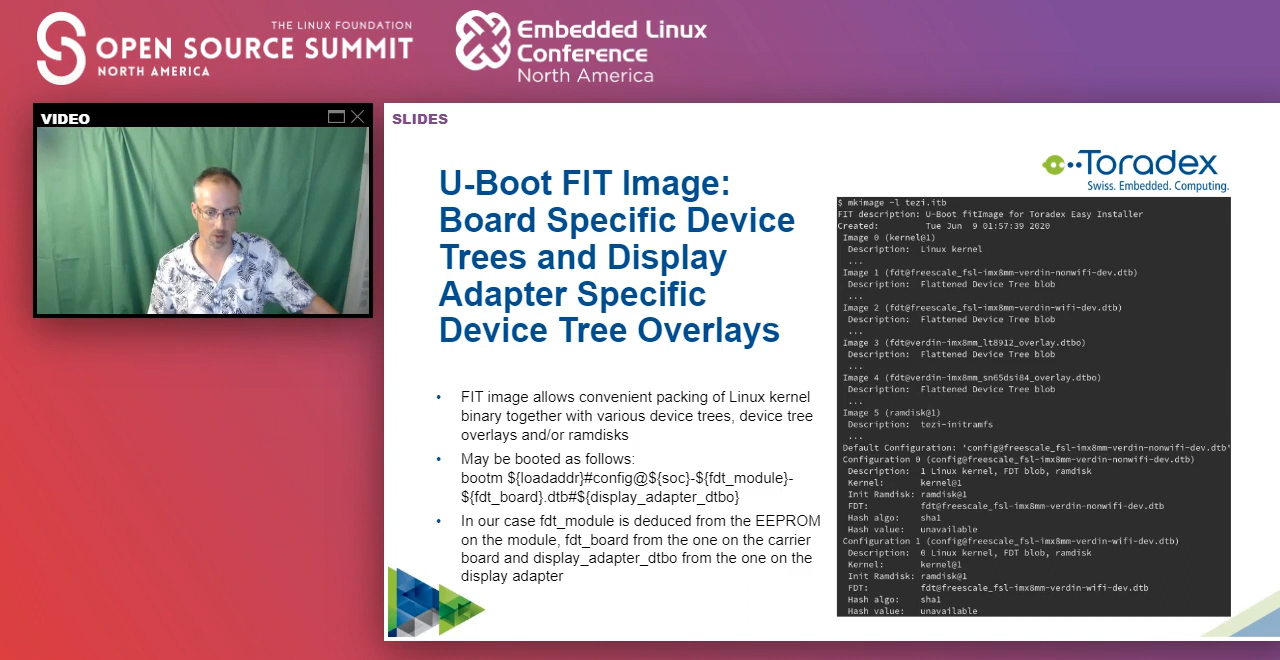 THE LINUX FOUNDATION
OPEN SOURCE SUMMIT
NORTH AMERICA
Embedded Linux
Conference
North America
VIDEO
SLIDES
Toradex
Swiss. Embedded. Computing.
U-Boot FIT Image:
Board Specific Device
Trees and Display
Adapter Specific
Device Tree Overlays
• FIT image allows convenient packing of Linux kernel
binary together with various device trees, device tree
overlays and/or ramdisks
• May be booted as follows:
bootm ${loadaddr}#config@${soc}-${fdt_module}-
${fdt_board}.dtb#${display_adapter_dtbo}
• In our case fdt_module is deduced from the EEPROM
on the module, fdt_board from the one on the carrier
board and display_adapter_dtbo from the one on the
display adapter
$ mkimage -l tezi.itb
FIT description: U-Boot fitImage for Toradex Easy Installer
Created: Tue Jun 9 01:57:39 2020
Image 0 (kernel@1)
Description: Linux kernel
...
Image 1 (fdt@freescale_fsl-imx8mm-verdin-nonwifi-dev.dtb)
Description: Flattened Device Tree blob
...
Image 2 (fdt@freescale_fsl-imx8mm-verdin-wifi-dev.dtb)
Description: Flattened Device Tree blob
...
Image 3 (fdt@verdin-imx8mm_lt8912_overlay.dtbo)
Description: Flattened Device Tree blob
...
Image 4 (fdt@verdin-imx8mm_sn65dsi84_overlay.dtbo)
Description: Flattened Device Tree blob
...
Image 5 (ramdisk@1)
Description: tezi-initramfs
...
Default Configuration: 'config@freescale_fsl-imx8mm-verdin-nonwifi-dev.dtb'
Configuration 0 (config@freescale_fsl-imx8mm-verdin-nonwifi-dev.dtb)
Description: 1 Linux kernel, FDT blob, ramdisk
Kernel: kernel@1
Init Ramdisk: ramdisk@1
FDT: fdt@freescale_fsl-imx8mm-verdin-nonwifi-dev.dtb
Hash algo: sha1
Hash value: unavailable
Configuration 1 (config@freescale_fsl-imx8mm-verdin-wifi-dev.dtb)
Description: 0 Linux kernel, FDT blob, ramdisk
Kernel: kernel@1
Init Ramdisk: ramdisk@1
FDT: fdt@freescale_fsl-imx8mm-verdin-wifi-dev.dtb
Hash algo: sha1
Hash value: unavailable